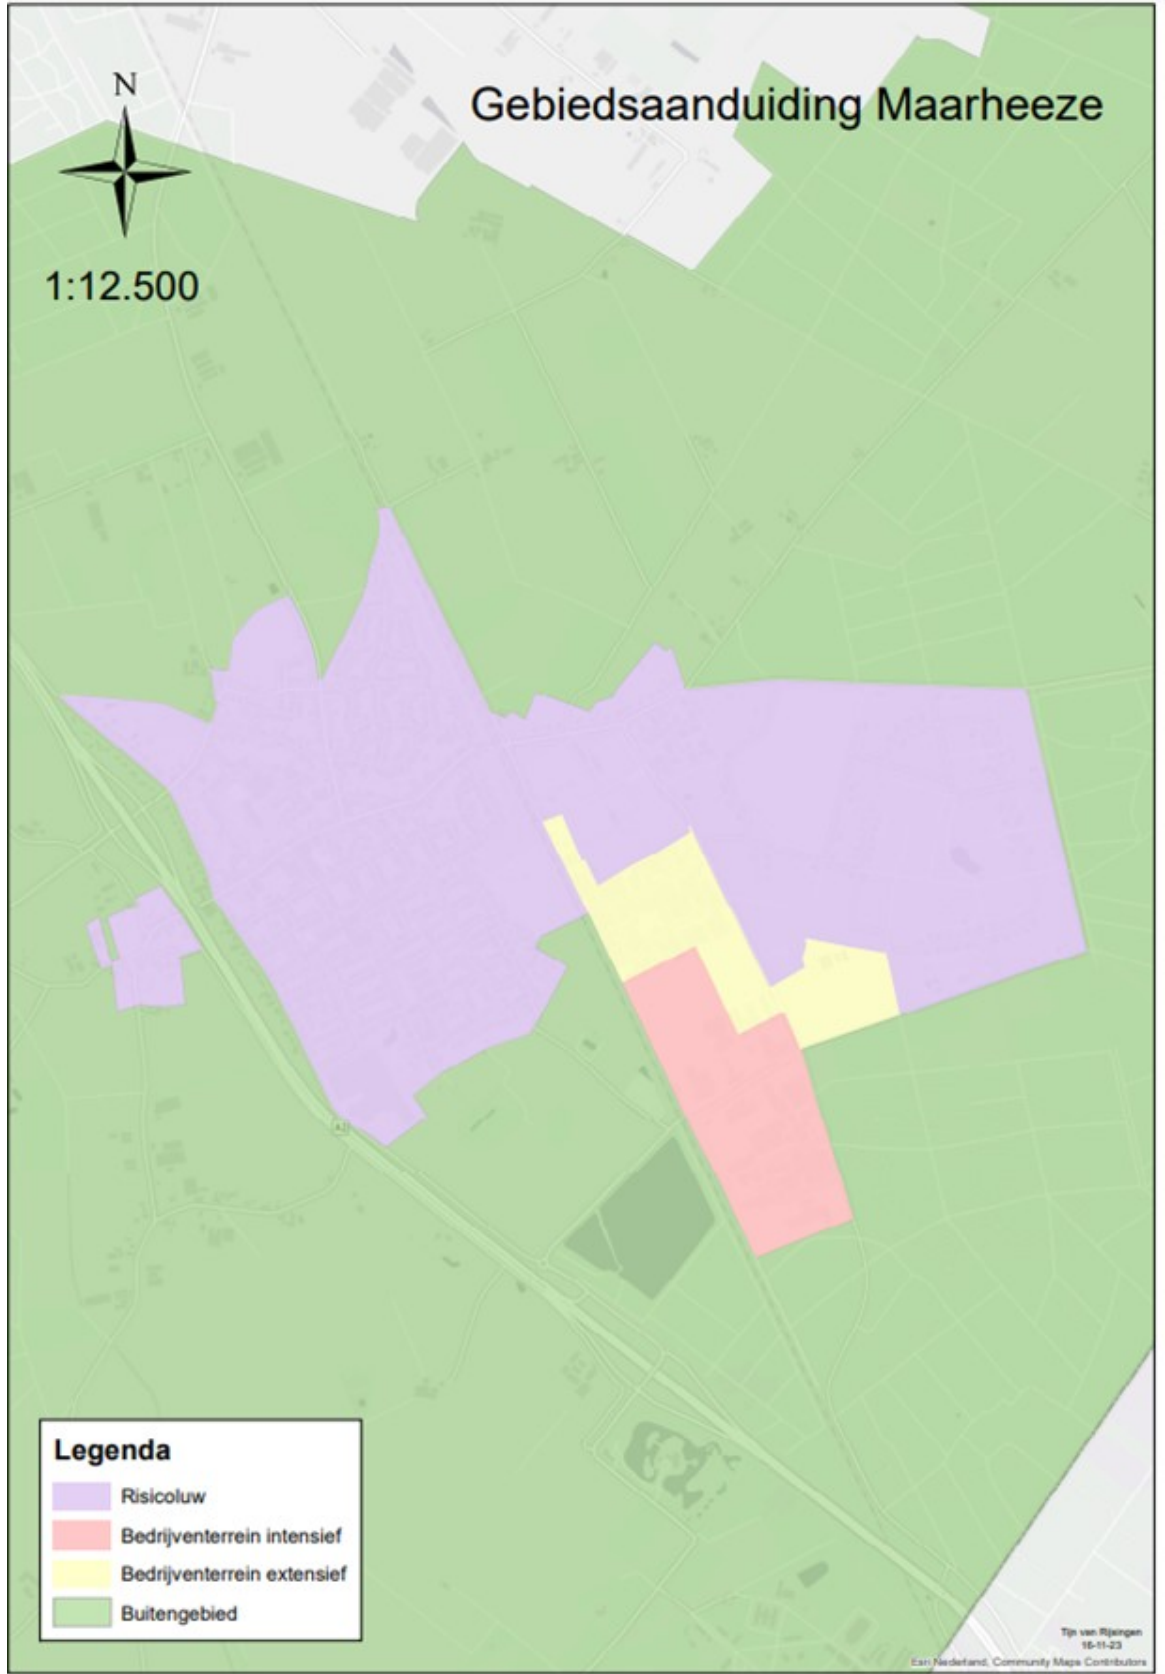 N
Gebiedsaanduiding Maarheeze
1:12.500
Legenda
Risicoluw
Bedrijventerrein intensief
Bedrijventerrein extensief
Buitengebied
Tijn van Rijsingen
16-11-23
Esri Nederland, Community Maps Contributors